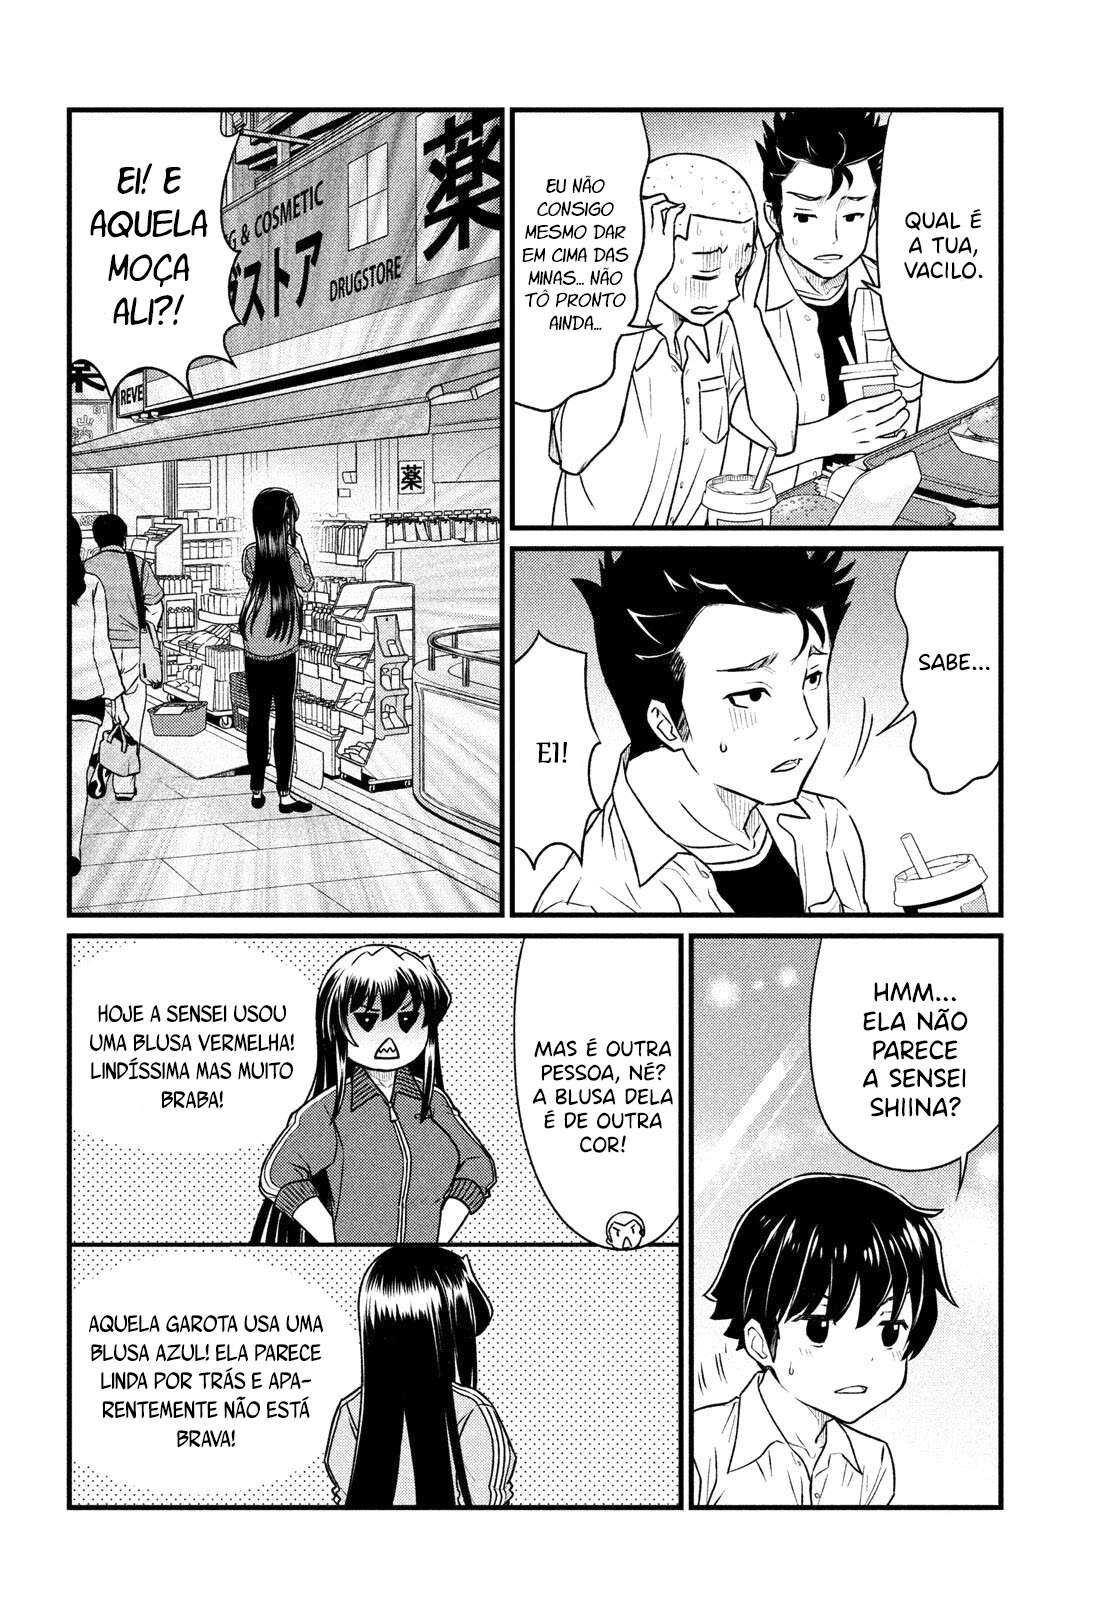 QUAL É
A TUA,
VACILO.
EU NÃO
CONSIGO
MESMO DAR
EM CIMA DAS
MINAS... NÃO
TÔ PRONTO
AINDA...
SABE...
EI!
EI! E
AQUELA
MOÇA
ALI?!
薬
G & COSMETIC
グストア
DRUGSTORE
REVE
薬
HMM...
ELA NÃO
PARECE
A SENSEI
SHIINA?
MAS É OUTRA
PESSOA, NÉ?
A BLUSA DELA
É DE OUTRA
COR!
HOJE A SENSEI USOU
UMA BLUSA VERMELHA!
LINDÍSSIMA MAS MUITO
BRABA!
AQUELA GAROTA USA UMA
BLUSA AZUL! ELA PARECE
LINDA POR TRÁS E APA-
RENTEMENTE NÃO ESTÁ
BRAVA!